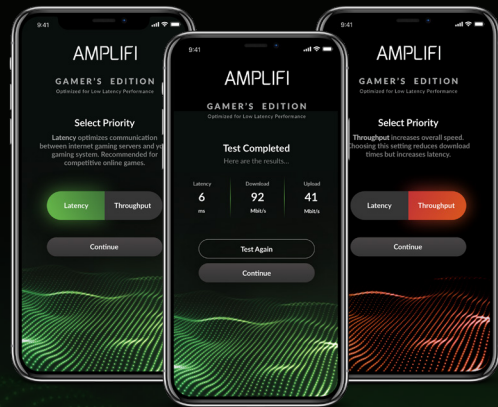 9:41
AMPLIFI
GAMER'S EDITION
Optimized for Low Latency Performance
Select Priority
Latency optimizes communication
between internet gaming servers and
gaming system. Recommended for
competitive online games.
Latency Throughput
Continue
9:41
AMPLIFI
GAMER'S EDITION
Optimized for Low Latency Performance
Test Completed
Here are the results...
Latency Download Upload
6 92 41
ms Mbit/s Mbit/s
Test Again
Continue
9:41
AMPLIFI
GAMER'S EDITION
Optimized for Low Latency Performance
Select Priority
Throughput increases overall speed.
Choosing this setting reduces download
times but increases latency.
Latency Throughput
Continue